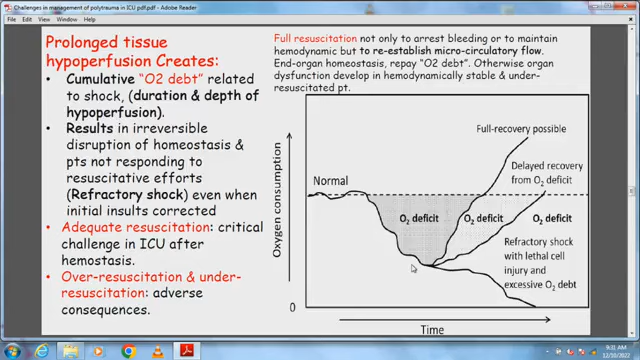 Challenges in management of polytrauma in ICU pdf.pdf - Adobe Reader
File Edit View Window Help
Prolonged tissue
hypoperfusion Creates:
• Cumulative "O2 debt" related
to shock, (duration & depth of
hypoperfusion).
• Results in irreversible
disruption of homeostasis &
pts not responding to
resuscitative efforts
(Refractory shock) even when
initial insults corrected
• Adequate resuscitation: critical
challenge in ICU after
hemostasis.
• Over-resuscitation & under-
resuscitation: adverse
consequences.
Full resuscitation not only to arrest bleeding or to maintain
hemodynamic but to re-establish micro-circulatory flow.
End-organ homeostasis, repay "O2 debt". Otherwise organ
dysfunction develop in hemodynamically stable & under-
resuscitated pt.
Full-recovery possible
Delayed recovery
from O2 deficit
Normal
Oxygen consumption
O2 deficit
O2 deficit
O2 deficit
Refractory shock
with lethal cell
injury and
excessive O2 debt
0
Time
9:31 AM
12/10/2022